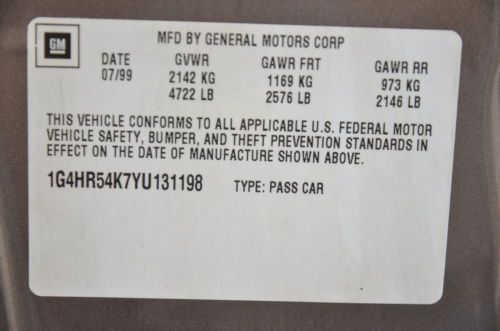 GM
MFD BY GENERAL MOTORS CORP
DATE GVWR GAWR FRT GAWR RR
07/99 2142 KG 1169 KG 973 KG
4722 LB 2576 LB 2146 LB
THIS VEHICLE CONFORMS TO ALL APPLICABLE U.S. FEDERAL MOTOR
VEHICLE SAFETY, BUMPER, AND THEFT PREVENTION STANDARDS IN
EFFECT ON THE DATE OF MANUFACTURE SHOWN ABOVE.
1G4HR54K7YU131198 TYPE: PASS CAR